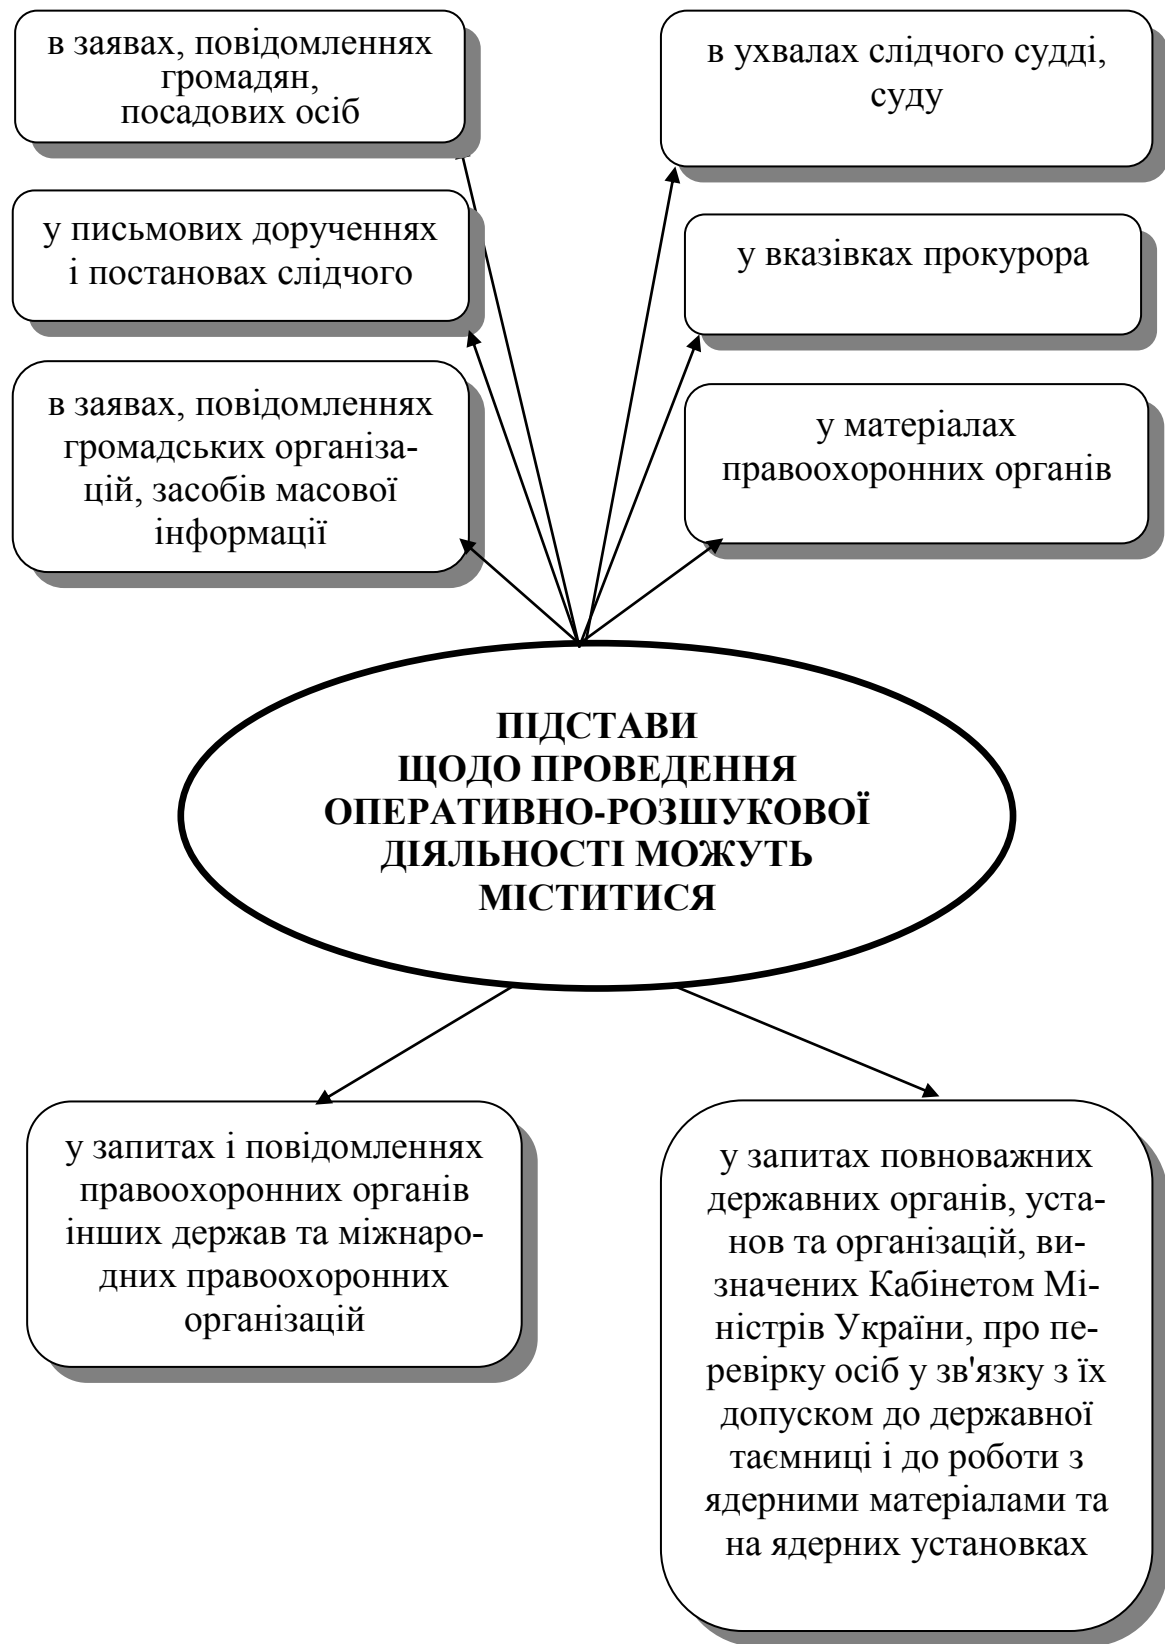 в заявах, повідомленнях
громадян,
посадових осіб
в ухвалах слідчого судді,
суду
у письмових дорученнях
і постановах слідчого
у вказівках прокурора
в заявах, повідомленнях
громадських організа-
цій, засобів масової
інформації
у матеріалах
правоохоронних органів
ПІДСТАВИ
ЩОДО ПРОВЕДЕННЯ
ОПЕРАТИВНО-РОЗШУКОВОЇ
ДІЯЛЬНОСТІ МОЖУТЬ
МІСТИТИСЯ
у запитах і повідомленнях
правоохоронних органів
інших держав та міжнаро-
дних правоохоронних
організацій
у запитах повноважних
державних органів, уста-
нов та організацій, ви-
значених Кабінетом Мі-
ністрів України, про пе-
ревірку осіб у зв'язку з їх
допуском до державної
таємниці і до роботи з
ядерними матеріалами та
на ядерних установках